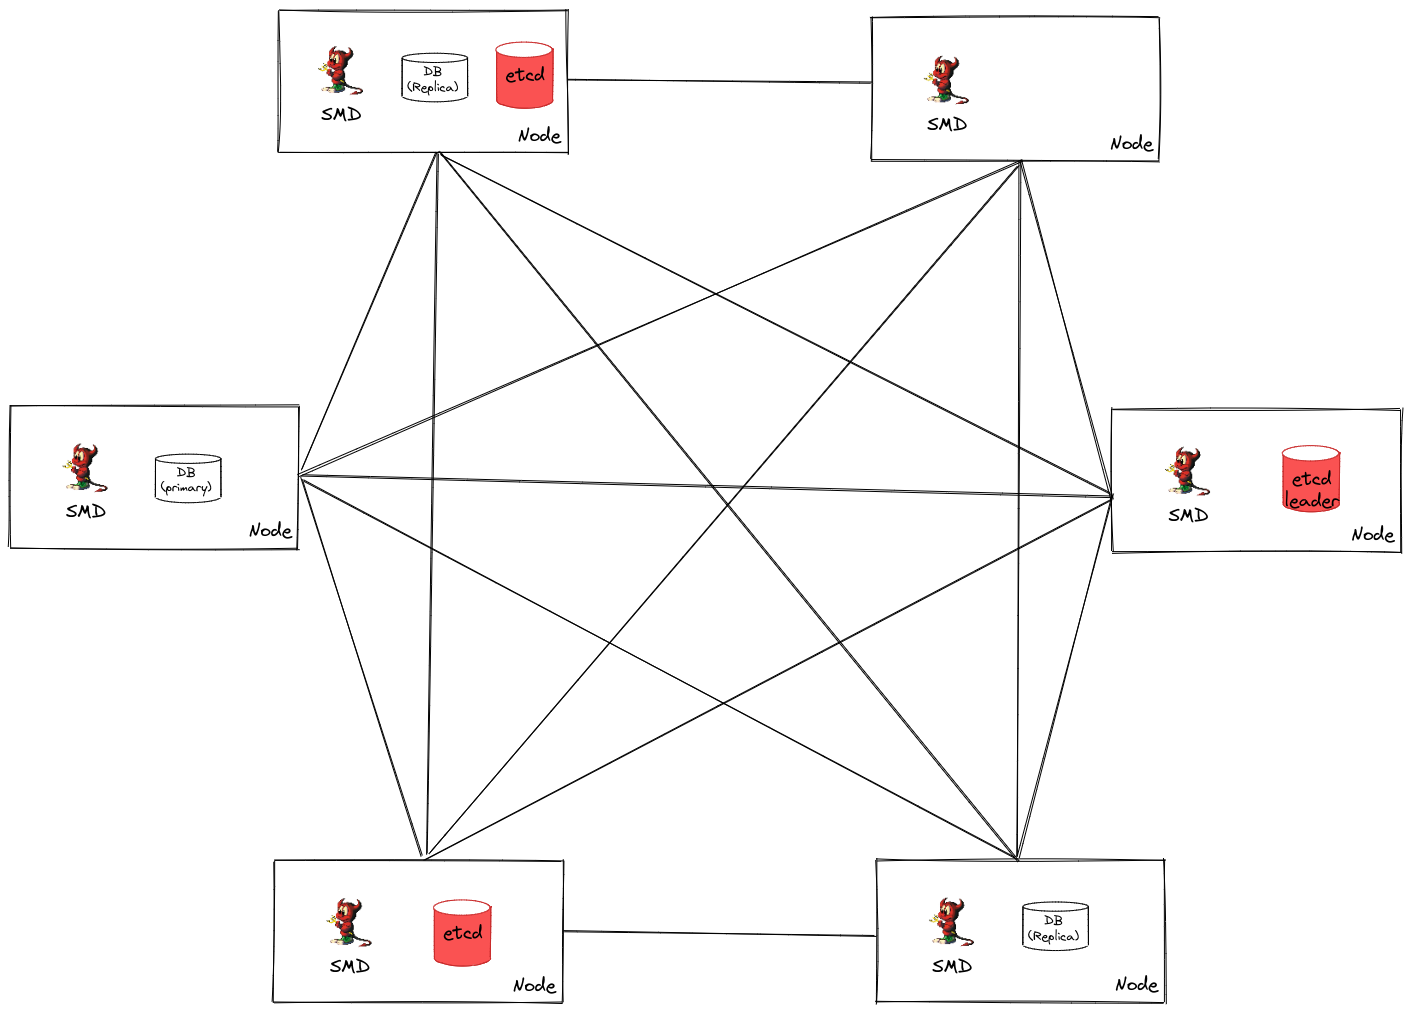 DB
(Replica)
etcd
SMD
Node
SMD
Node
DB
(primary)
SMD
Node
etcd
leader
SMD
Node
etcd
SMD
Node
DB
(Replica)
SMD
Node